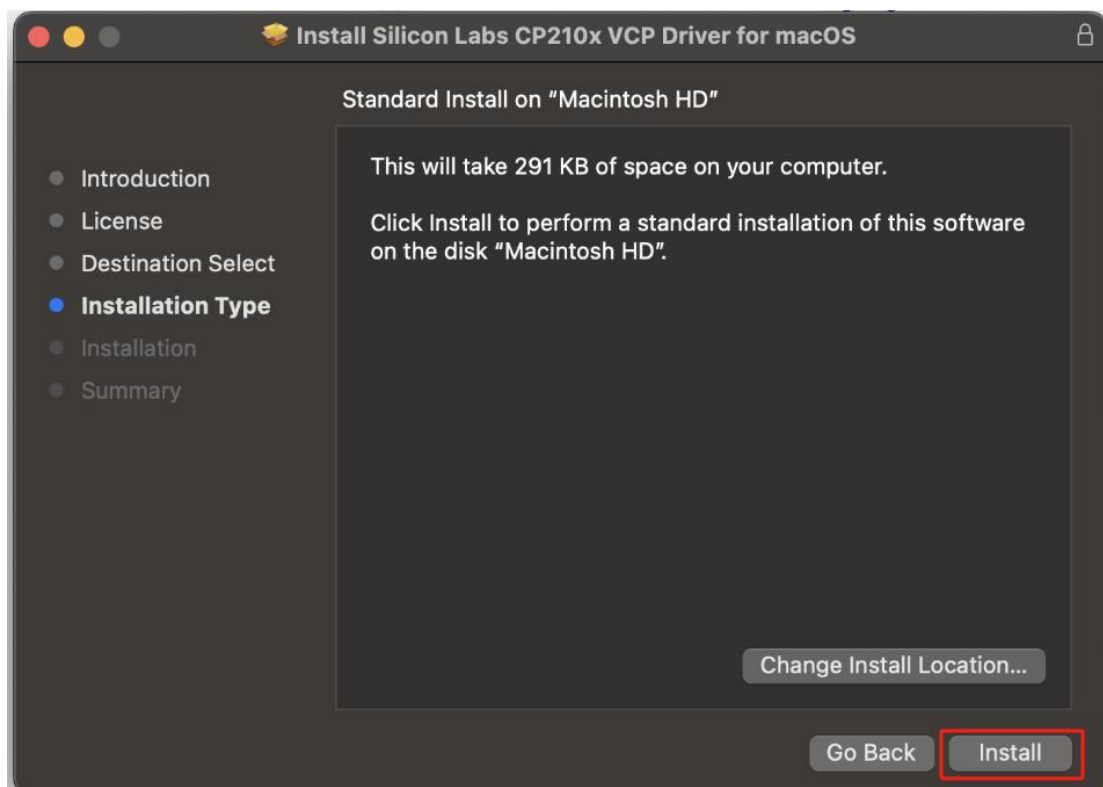 Install Silicon Labs CP210x VCP Driver for macOS
Standard Install on “Macintosh HD”
Introduction
License
Destination Select
Installation Type
Installation
Summary
This will take 291 KB of space on your computer.
Click Install to perform a standard installation of this software
on the disk “Macintosh HD”.
Change Install Location...
Go Back
Install